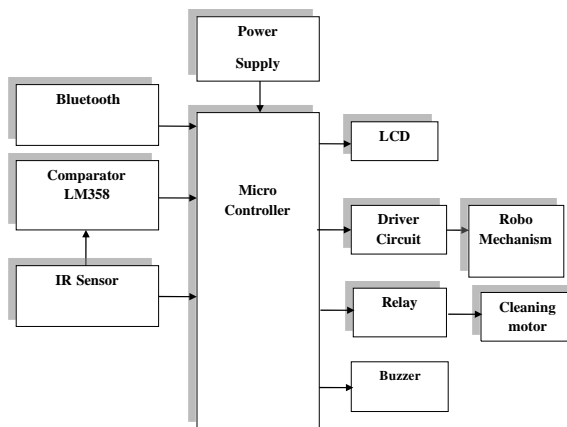 Power
Supply
Bluetooth
LCD
Comparator
LM358
Micro
Controller
Driver
Circuit
Robo
Mechanism
IR Sensor
Relay
Cleaning
motor
Buzzer